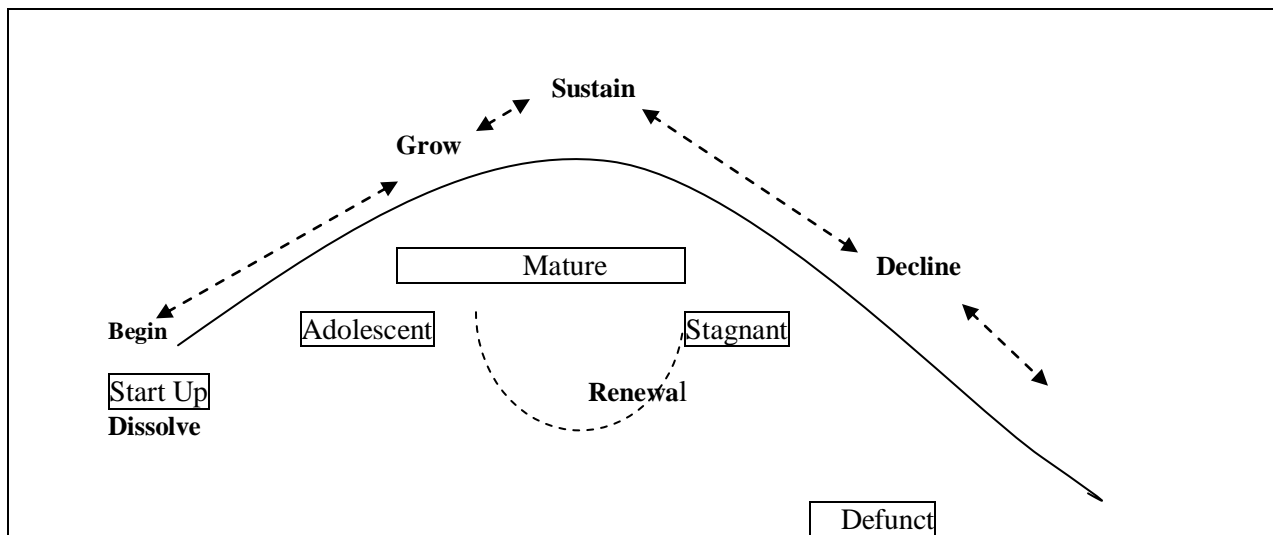 Sustain
Grow
Mature
Decline
Adolescent
Stagnant
Begin
Start Up
Renewal
Dissolve
Defunct